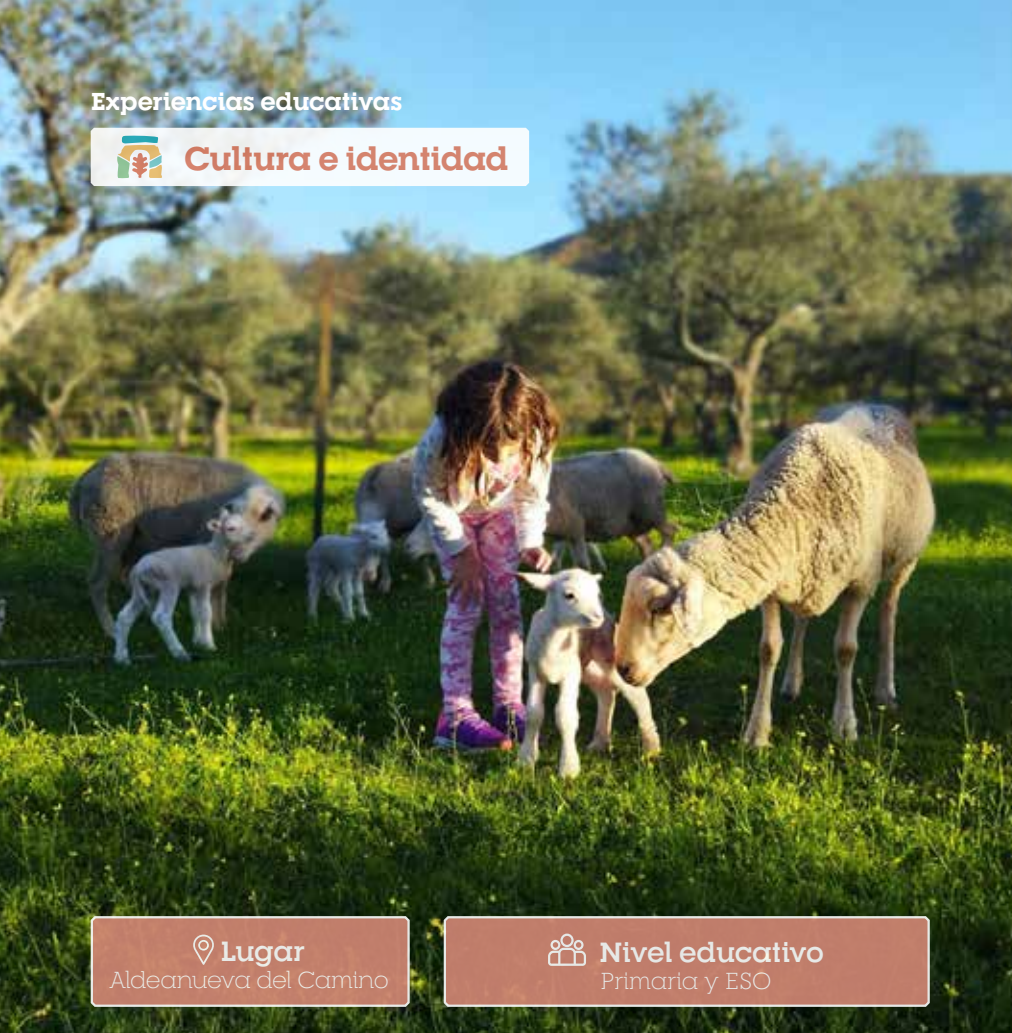 Experiencias educativas
Cultura e identidad
Lugar
Aldeanueva del Camino
Nivel educativo
Primaria y ESO